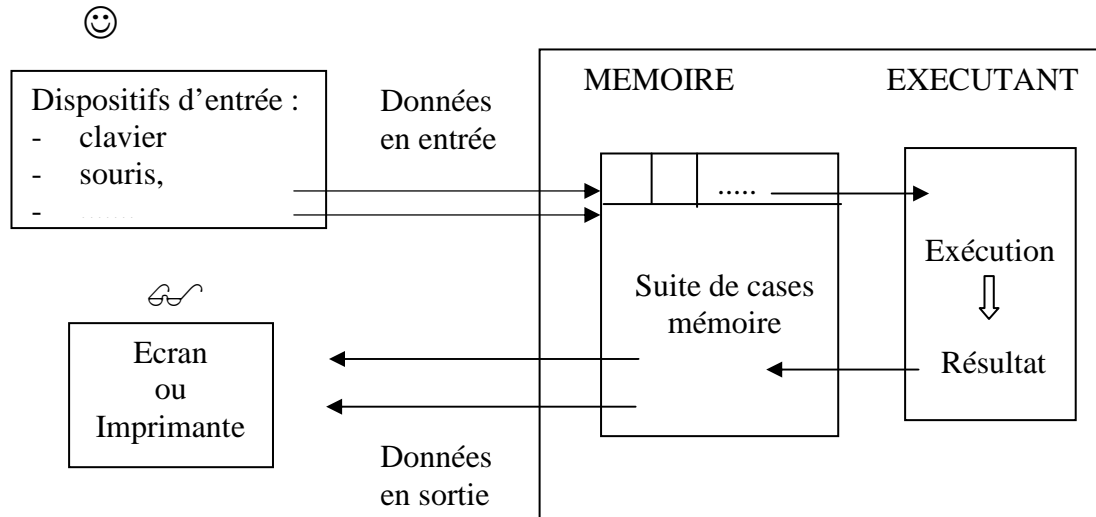 Dispositifs d'entrée :
- clavier
- souris,
- .......
Données
en entrée
MEMOIRE
EXECUTANT
.....
Suite de cases
mémoire
Exécution
Résultat
Ecran
ou
Imprimante
Données
en sortie